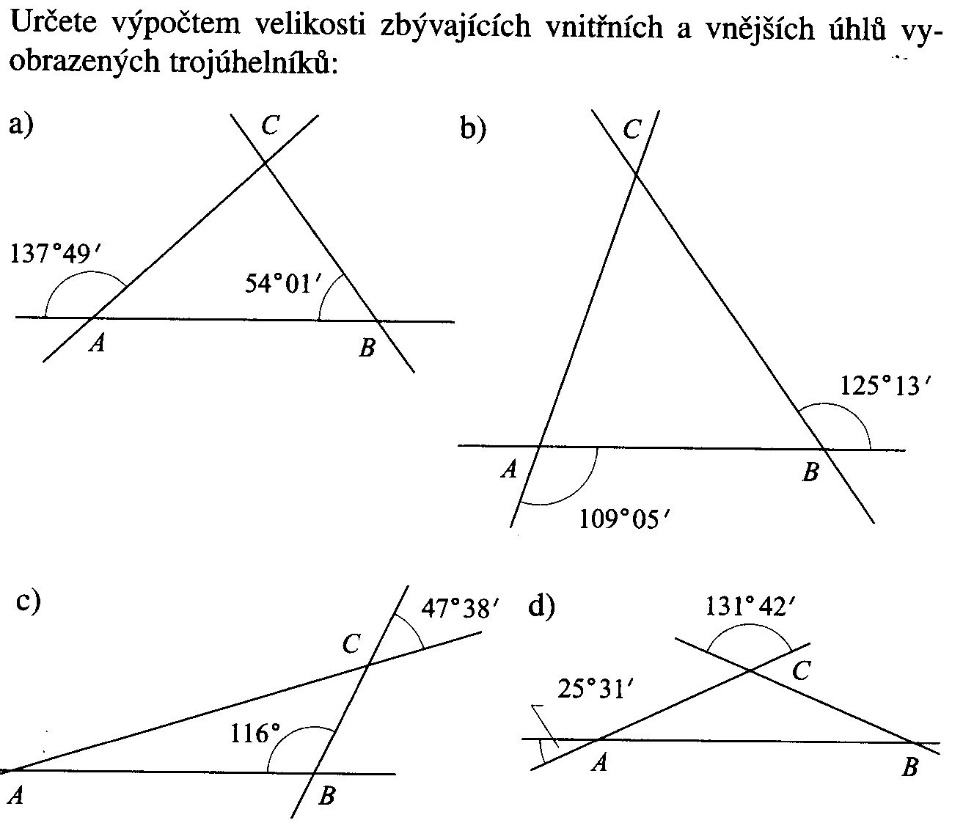 Určete výpočtem velikosti zbývajících vnitřních a vnějších úhlů vy-
obrazených trojúhelníků:
a)
C
137°49′
54°01′
A
B
b)
C
125°13′
A
B
109°05′
c)
47°38′
C
116°
A
B
d)
131°42′
C
25°31′
A
B